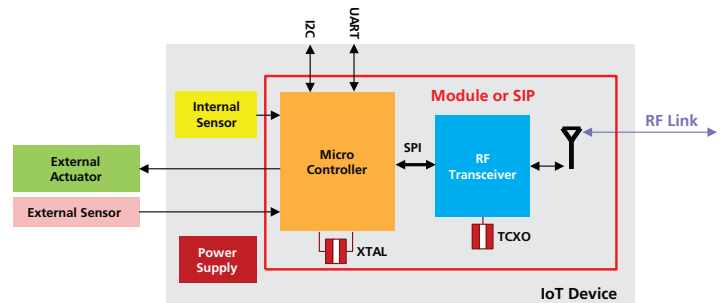 I2C
UART
Module or SIP
Internal
Sensor
RF Link
External
Actuator
Micro
Controller
SPI
RF
Transceiver
External Sensor
Power
Supply
XTAL
TCXO
IoT Device